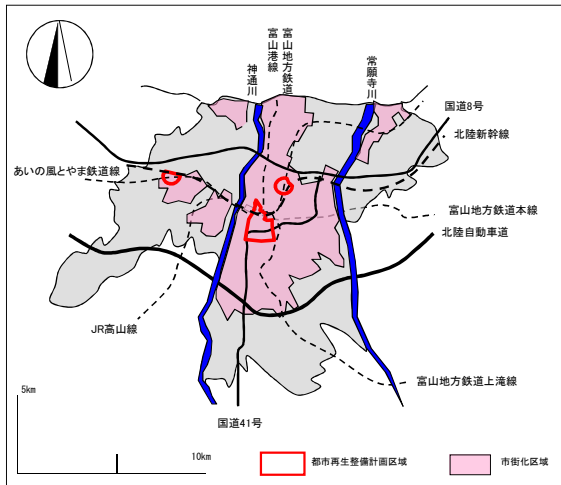 神通川
富山港線
富山地方鉄道
常願寺川
国道8号
北陸新幹線
あいの風とやま鉄道線
富山地方鉄道本線
北陸自動車道
JR高山線
富山地方鉄道上滝線
国道41号
5km
10km
都市再生整備計画区域
市街化区域